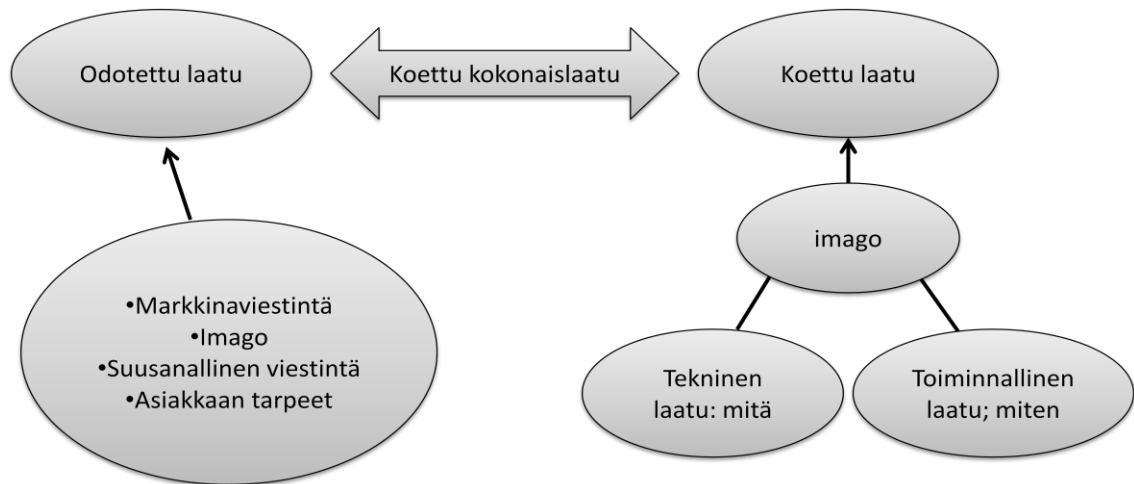 Odotettu laatu
Koettu kokonaislaatu
Koettu laatu
imago
•Markkinaviestintä
•Imago
•Suusanallinen viestintä
•Asiakkaan tarpeet
Tekninen
laatu: mitä
Toiminnallinen
laatu; miten